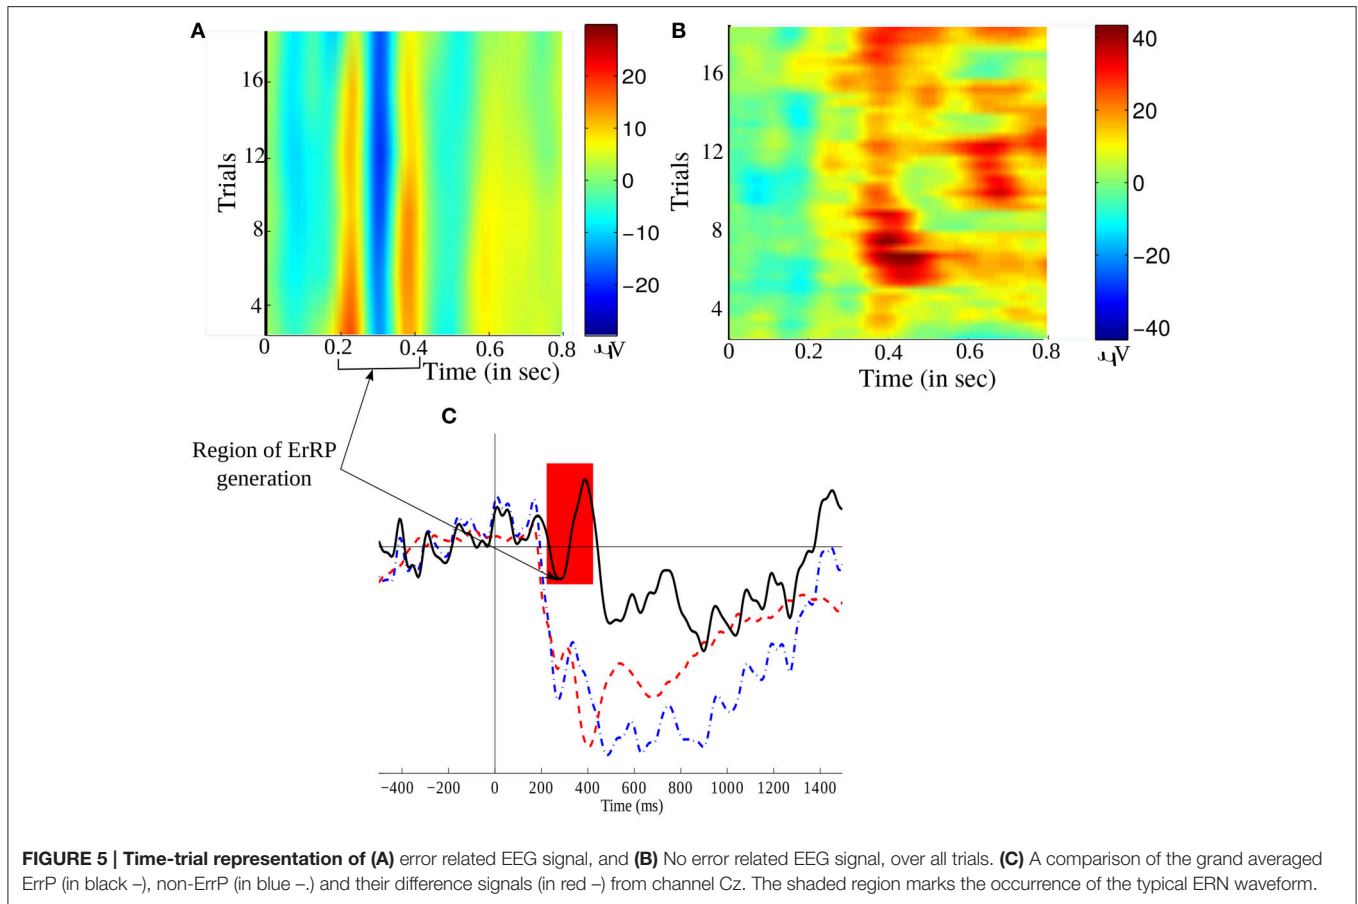 A
B
16
12
8
4
Trials
0
0.2
0.4
0.6
0.8
Time (in sec)
20
10
0
−10
−20
µV
16
12
8
4
Trials
0
0.2
0.4
0.6
0.8
Time (in sec)
40
20
0
−20
−40
µV
C
Region of ErRP
generation
−400 −200 0 200 400 600 800 1000 1200 1400
Time (ms)
FIGURE 5 | Time-trial representation of (A) error related EEG signal, and (B) No error related EEG signal, over all trials. (C) A comparison of the grand averaged
ErrP (in black –), non-ErrP (in blue –.) and their difference signals (in red –) from channel Cz. The shaded region marks the occurrence of the typical ERN waveform.